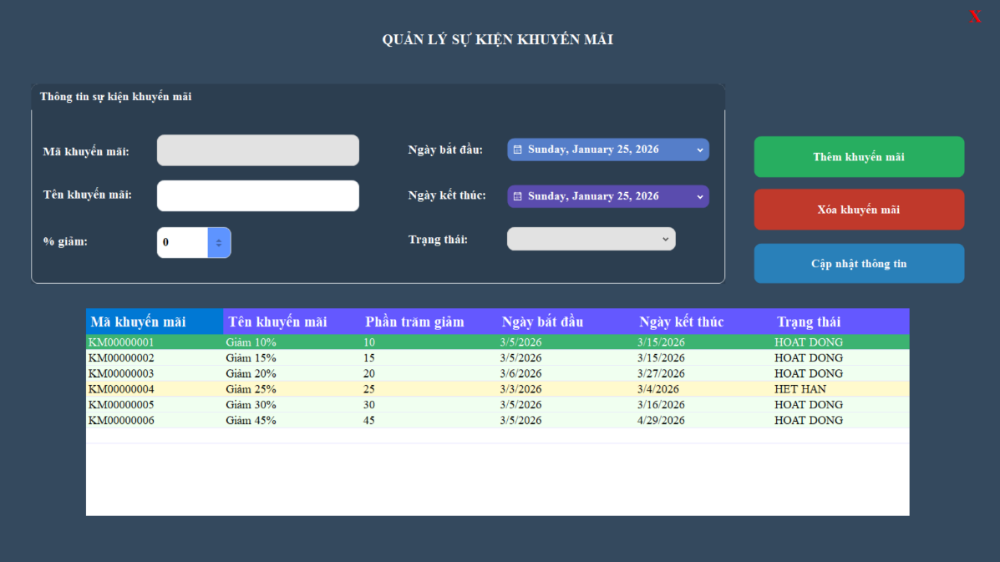 X
QUẢN LÝ SỰ KIỆN KHUYẾN MÃI
Thông tin sự kiện khuyến mãi
Mã khuyến mãi:
Ngày bắt đầu: Sunday, January 25, 2026
Thêm khuyến mãi
Tên khuyến mãi:
Ngày kết thúc: Sunday, January 25, 2026
Xóa khuyến mãi
% giảm: 0
Trạng thái:
Cập nhật thông tin
Mã khuyến mãi Tên khuyến mãi Phần trăm giảm Ngày bắt đầu Ngày kết thúc Trạng thái
KM00000001 Giảm 10% 10 3/5/2026 3/15/2026 HOAT DONG
KM00000002 Giảm 15% 15 3/5/2026 3/15/2026 HOAT DONG
KM00000003 Giảm 20% 20 3/6/2026 3/27/2026 HOAT DONG
KM00000004 Giảm 25% 25 3/3/2026 3/4/2026 HET HAN
KM00000005 Giảm 30% 30 3/5/2026 3/16/2026 HOAT DONG
KM00000006 Giảm 45% 45 3/5/2026 4/29/2026 HOAT DONG